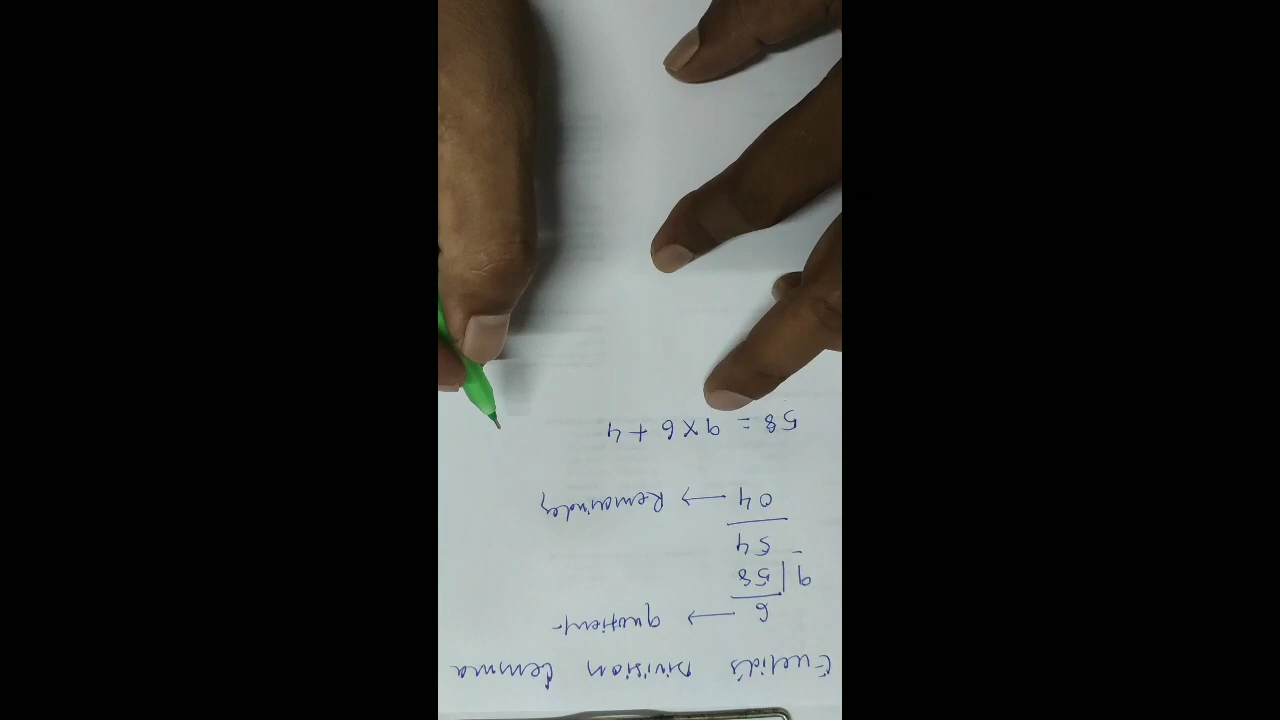 Euclid's Division Lemma
6 → quotient
9 | 58
- 54
04 → Remainder
58 = 9 × 6 + 4